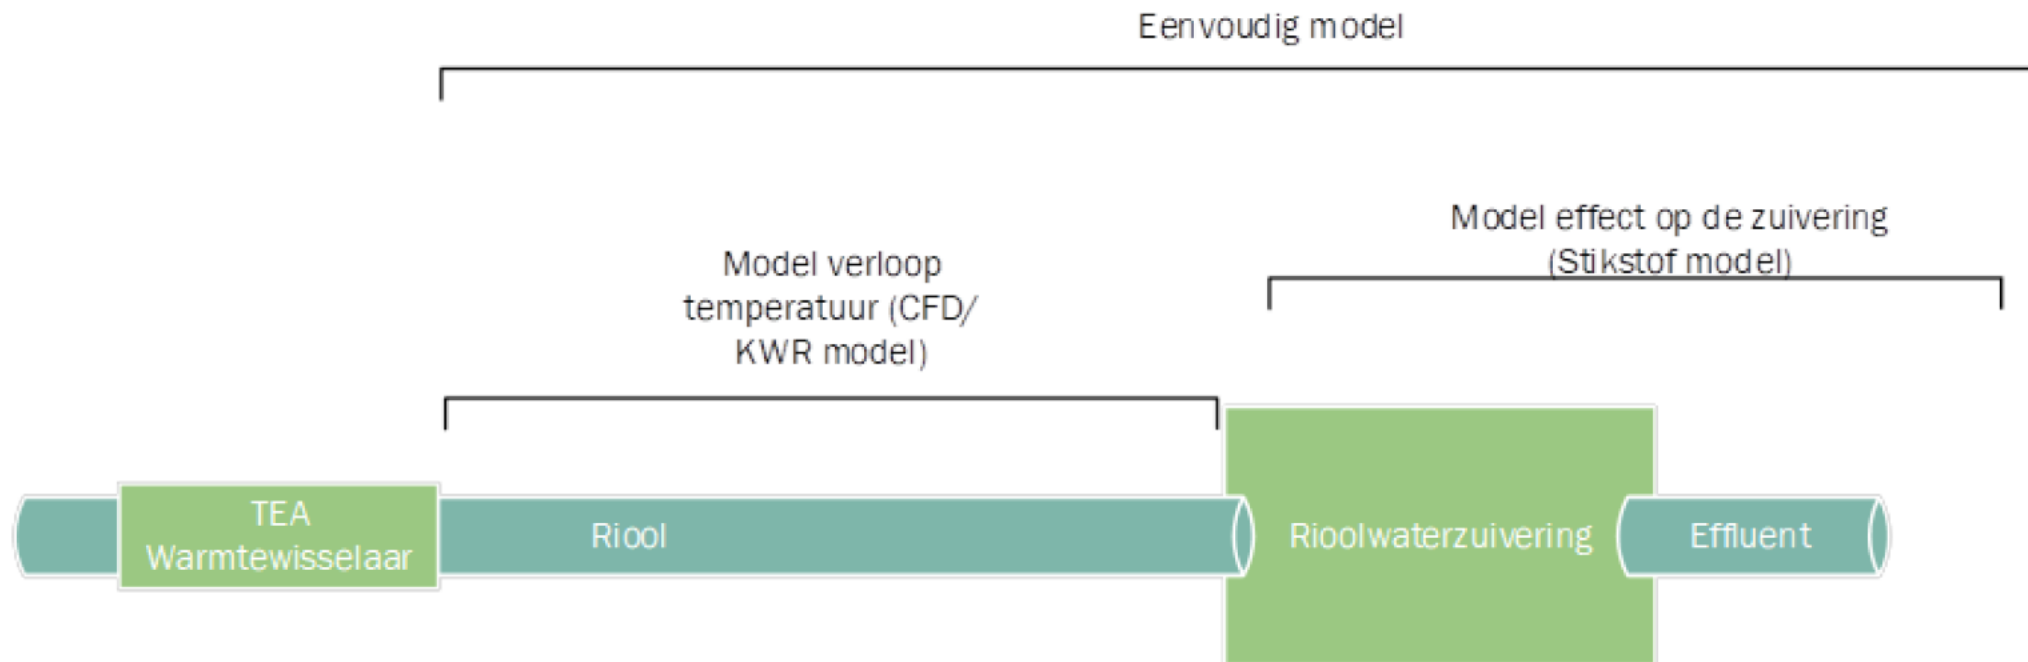 Eenvoudig model
Model effect op de zuivering
(Stikstof model)
Model verloop
temperatuur (CFD/
KWR model)
TEA
Warmtewisselaar
Riool
Rioolwaterzuivering
Effluent